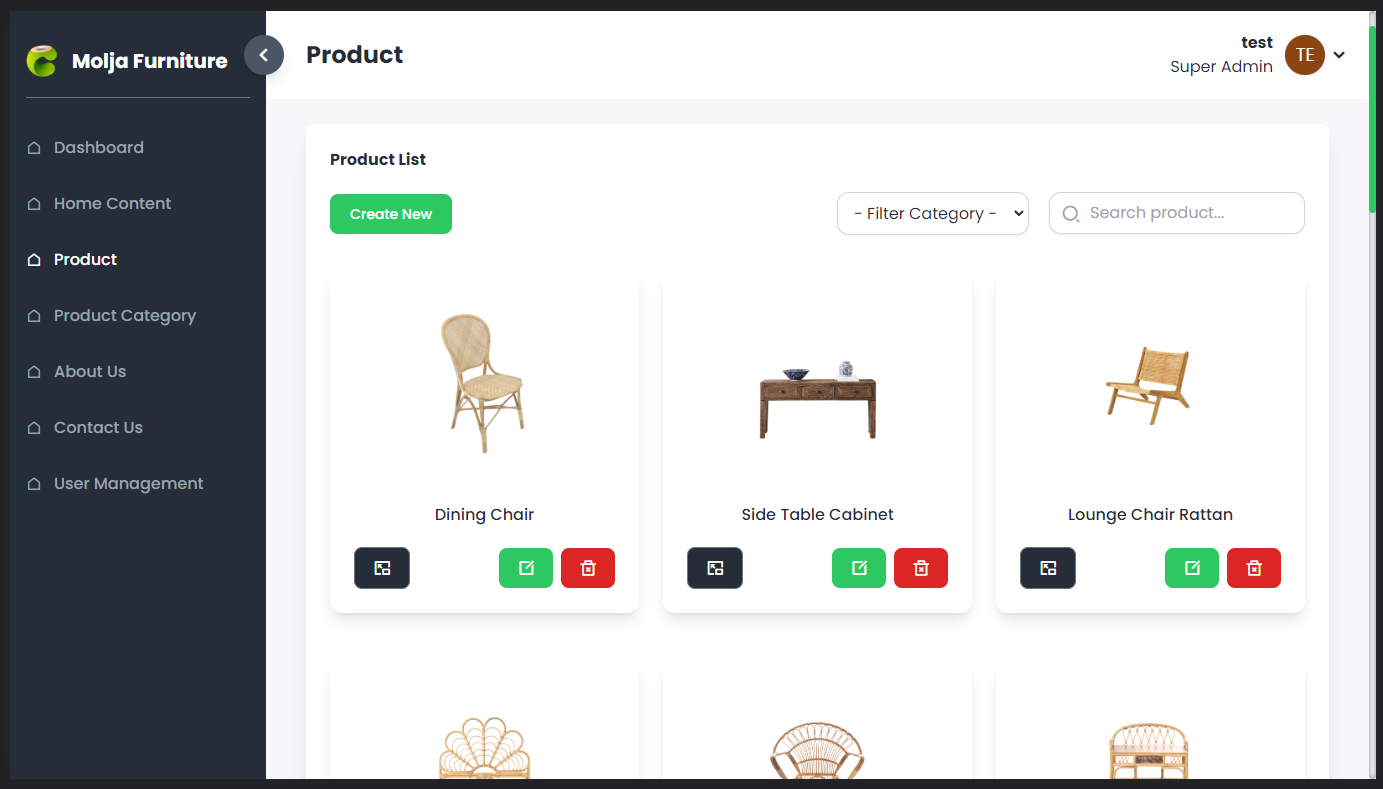 Molja Furniture
Dashboard
Home Content
Product
Product Category
About Us
Contact Us
User Management
Product
test
Super Admin
TE
Product List
Create New
- Filter Category -
Search product...
Dining Chair
Side Table Cabinet
Lounge Chair Rattan